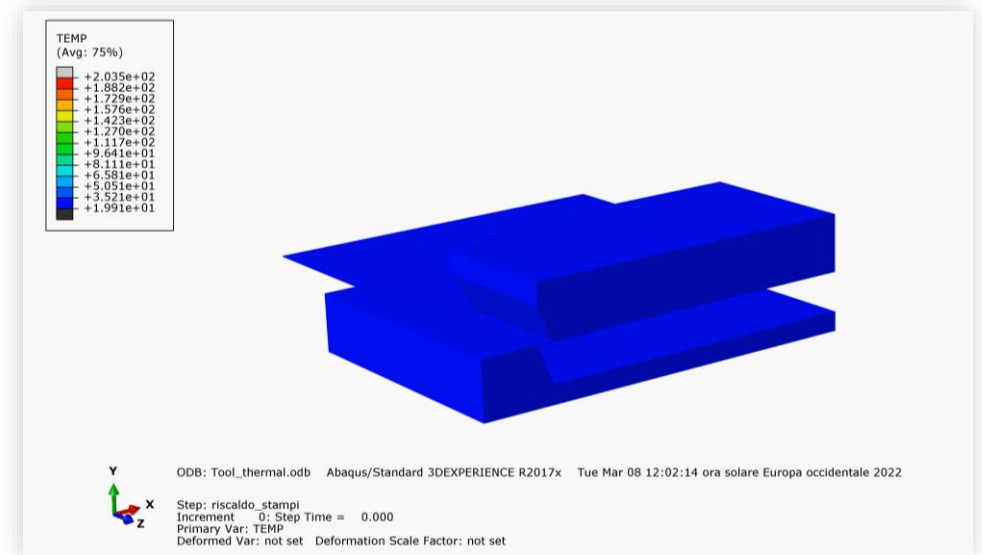 TEMP
(Avg: 75%)
+2.035e+02
+1.882e+02
+1.729e+02
+1.576e+02
+1.423e+02
+1.270e+02
+1.117e+02
+9.641e+01
+8.111e+01
+6.581e+01
+5.051e+01
+3.521e+01
+1.991e+01
Y
X
Z
ODB: Tool_thermal.odb Abaqus/Standard 3DEXPERIENCE R2017x Tue Mar 08 12:02:14 ora solare Europa occidentale 2022
Step: riscaldo_stampi
Increment 0: Step Time = 0.000
Primary Var: TEMP
Deformed Var: not set Deformation Scale Factor: not set